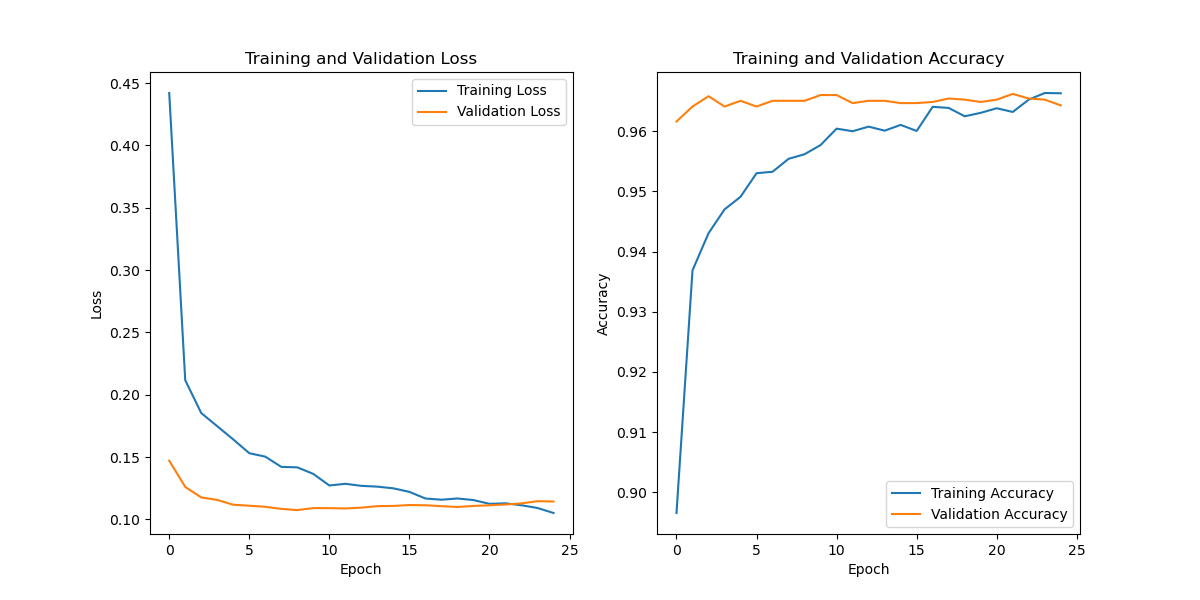 Training and Validation Loss
0.45
0.40
0.35
0.30
0.25
0.20
0.15
0.10
Loss
0
5
10
15
20
25
Epoch
Training Loss
Validation Loss
Training and Validation Accuracy
0.96
0.95
0.94
0.93
0.92
0.91
0.90
Accuracy
0
5
10
15
20
25
Epoch
Training Accuracy
Validation Accuracy